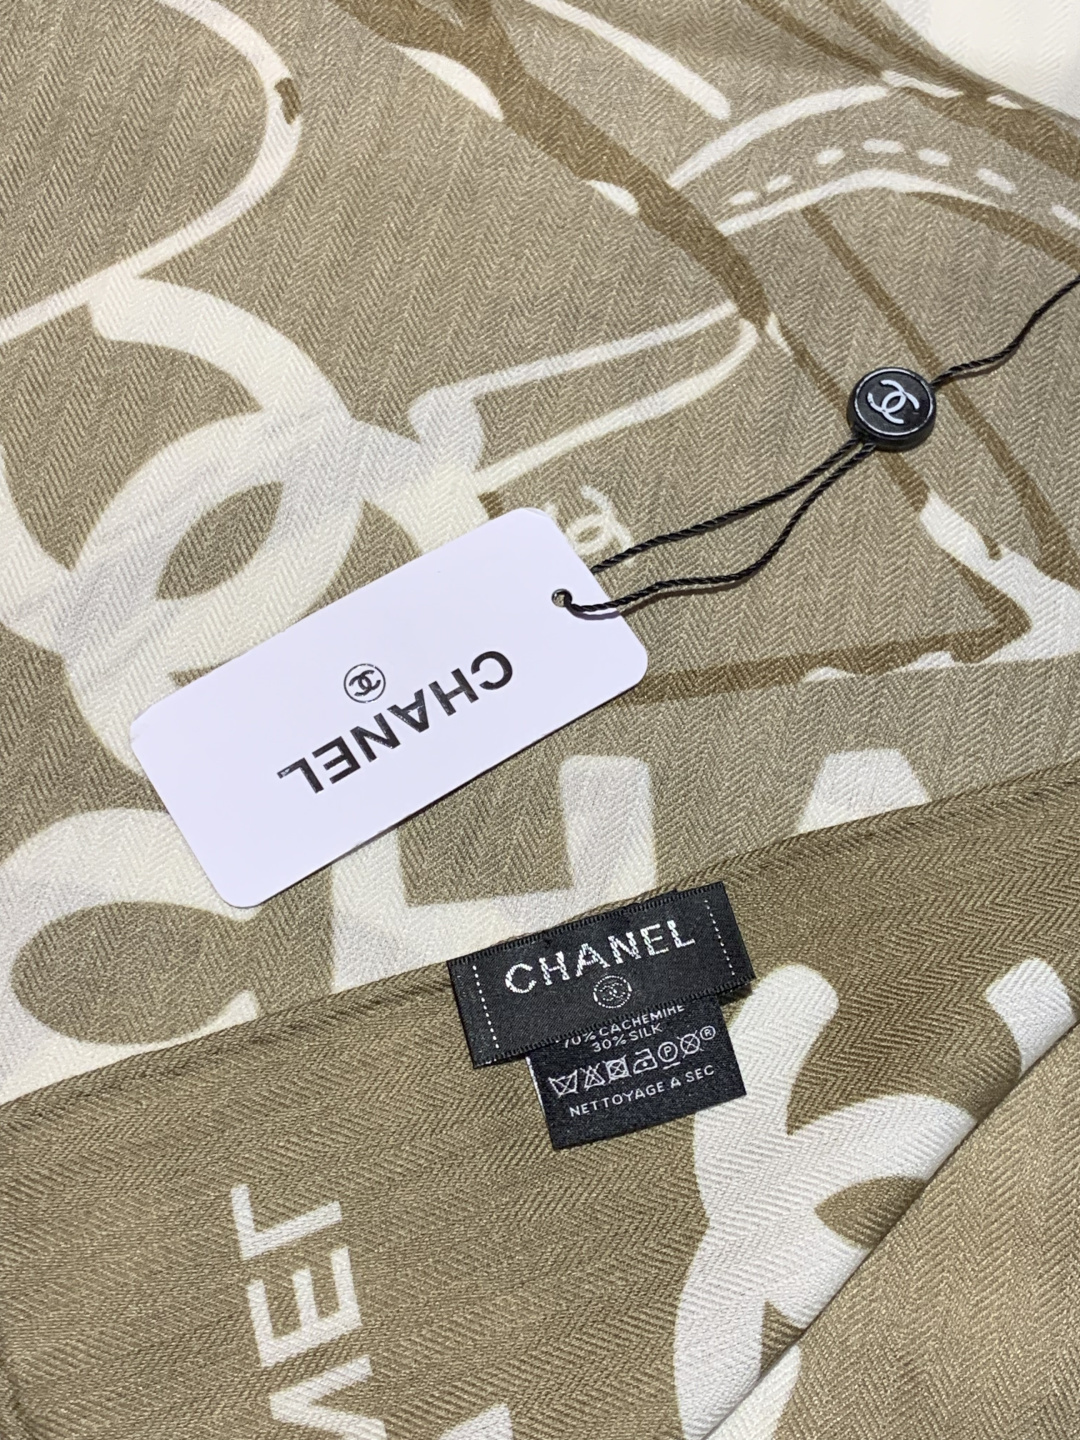 CHANEL
CHANEL
70% CACHEMIRE
30% SILK
P ®
NETTOYAGE A SEC